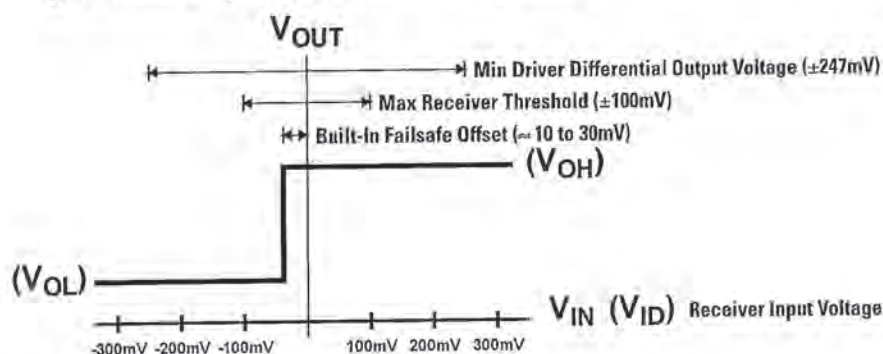 VOUT
Min Driver Differential Output Voltage (±247mV)
Max Receiver Threshold (±100mV)
Built-In Failsafe Offset (≈10 to 30mV)
(VOH)
(VOL)
VIN (VID) Receiver Input Voltage
-300mV -200mV -100mV 100mV 200mV 300mV